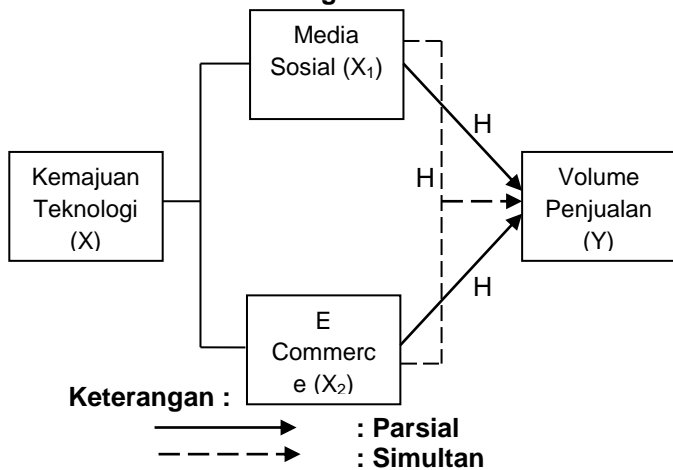 Media
Sosial (X₁)
H
Kemajuan
Teknologi
(X)
H
Volume
Penjualan
(Y)
H
E
Commerc
e (X₂)
Keterangan :
: Parsial
: Simultan